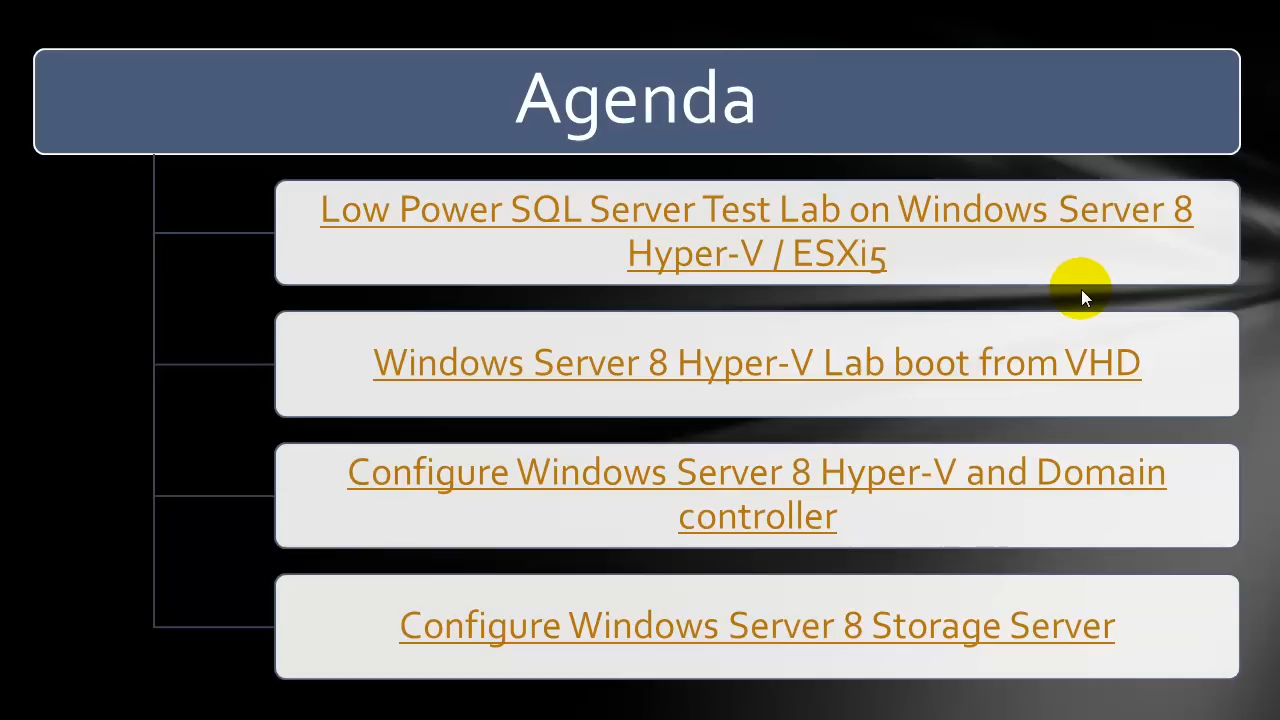 Agenda
Low Power SQL Server Test Lab on Windows Server 8
Hyper-V / ESXi5
Windows Server 8 Hyper-V Lab boot from VHD
Configure Windows Server 8 Hyper-V and Domain
controller
Configure Windows Server 8 Storage Server